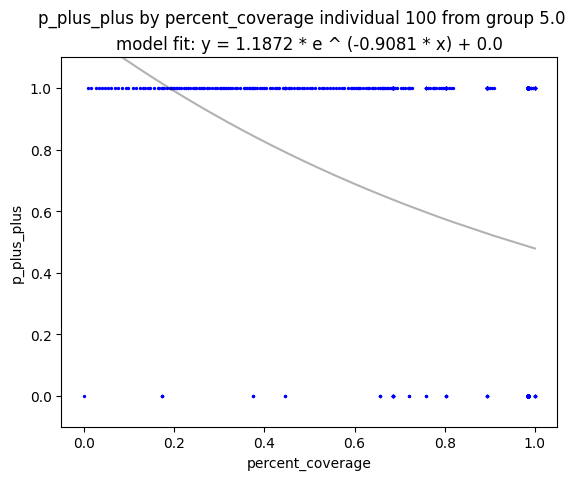 p_plus_plus by percent_coverage individual 100 from group 5.0
model fit: y = 1.1872 * e ^ (-0.9081 * x) + 0.0
1.0
0.8
0.6
0.4
0.2
0.0
p_plus_plus
0.0 0.2 0.4 0.6 0.8 1.0
percent_coverage